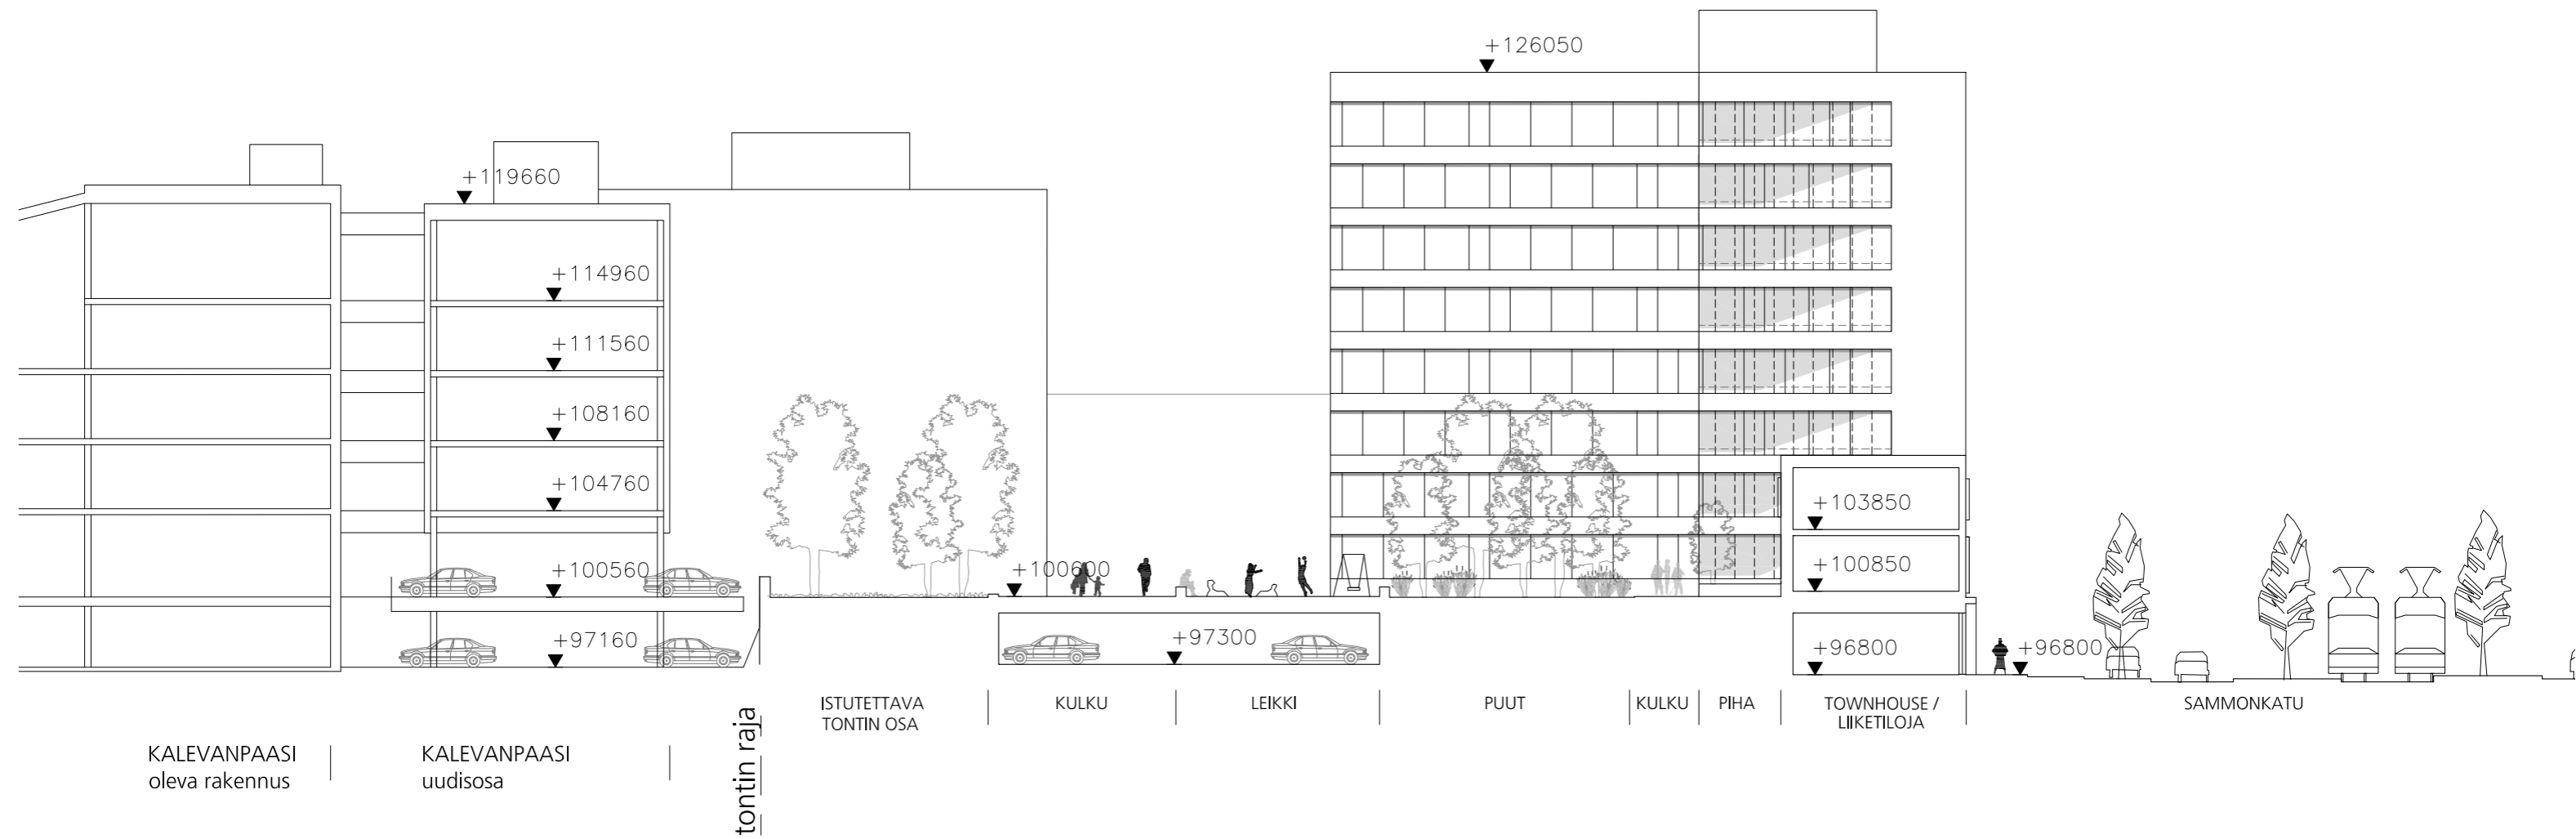 +126050
+119660
+114960
+111560
+108160
+104760
+103850
+100560
+100600
+100850
+97160
+97300
+96800
+96800
ISTUTETTAVA
TONTIN OSA
KULKU
LEIKKI
PUUT
KULKU
PIHA
TOWNHOUSE /
LIIKETILOJA
SAMMONKATU
KALEVANPAASI
oleva rakennus
KALEVANPAASI
uudisosa
tontin raja